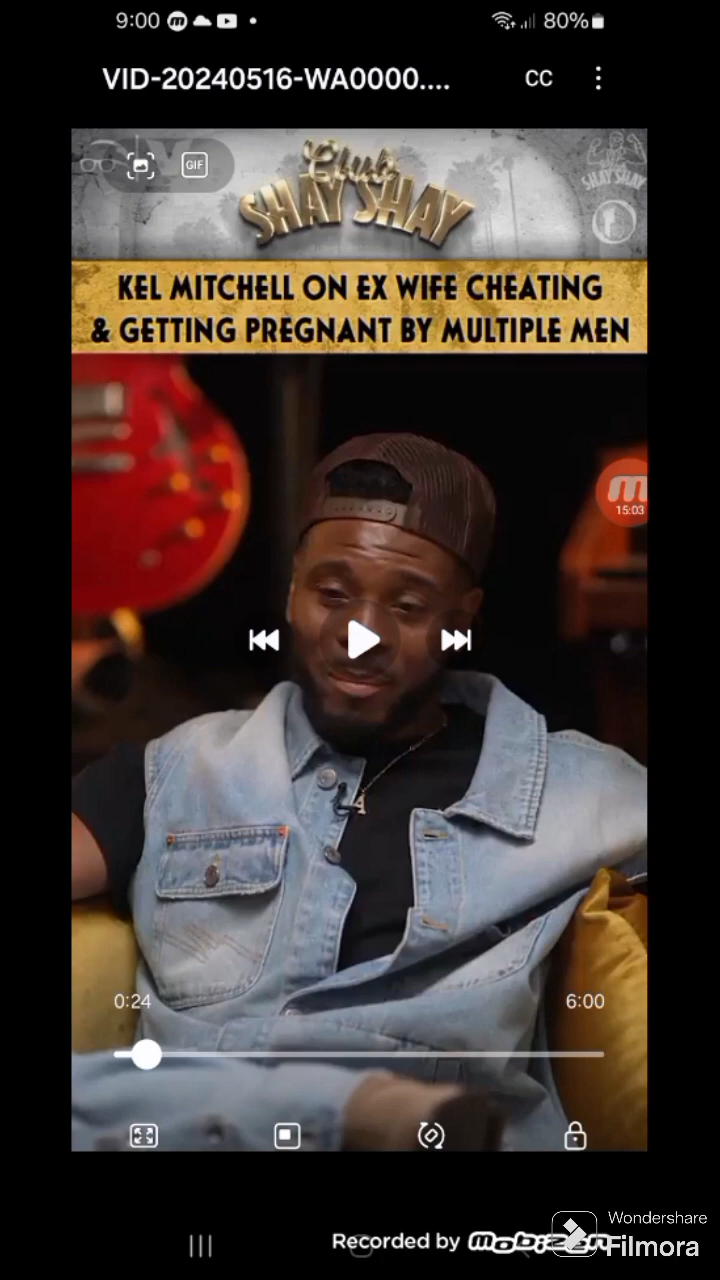 9:00
80%
VID-20240516-WA0000....
CC
GIF
Club
SHAY SHAY
SHAY SHAY
KEL MITCHELL ON EX WIFE CHEATING
& GETTING PREGNANT BY MULTIPLE MEN
m
15:03
A
0:24
6:00
Wondershare
Filmora
Recorded by mobizen